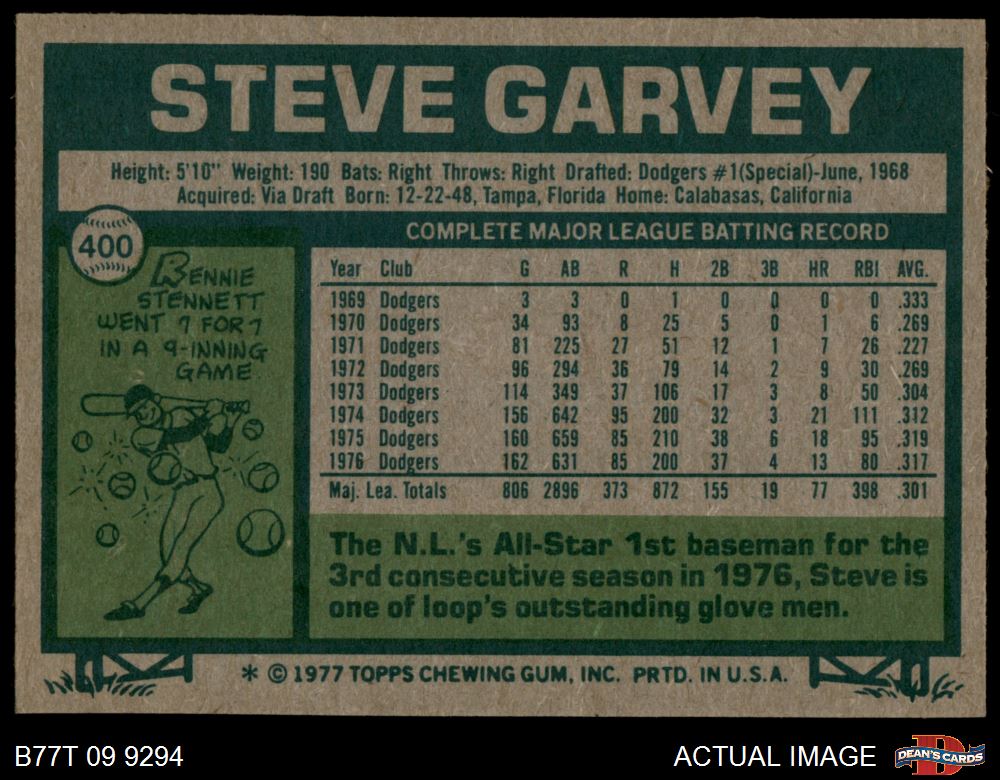 STEVE GARVEY
Height: 5'10" Weight: 190 Bats: Right Throws: Right Drafted: Dodgers #1(Special)-June, 1968
Acquired: Via Draft Born: 12-22-48, Tampa, Florida Home: Calabasas, California
400
RENNIE
STENNETT
WENT 7 FOR 7
IN A 9-INNING
GAME.
COMPLETE MAJOR LEAGUE BATTING RECORD
Year Club G AB R H 2B 3B HR RBI AVG.
1969 Dodgers 3 3 0 1 0 0 0 0 .333
1970 Dodgers 34 93 8 25 5 0 1 6 .269
1971 Dodgers 81 225 27 51 12 1 7 26 .227
1972 Dodgers 96 294 36 79 14 2 9 30 .269
1973 Dodgers 114 349 37 106 17 3 8 50 .304
1974 Dodgers 156 642 95 200 32 3 21 111 .312
1975 Dodgers 160 659 85 210 38 6 18 95 .319
1976 Dodgers 162 631 85 200 37 4 13 80 .317
Maj. Lea. Totals 806 2896 373 872 155 19 77 398 .301
The N.L.'s All-Star 1st baseman for the
3rd consecutive season in 1976, Steve is
one of loop's outstanding glove men.
* © 1977 TOPPS CHEWING GUM, INC. PRTD. IN U.S.A.
B77T 09 9294
ACTUAL IMAGE
D
DEAN'S CARDS